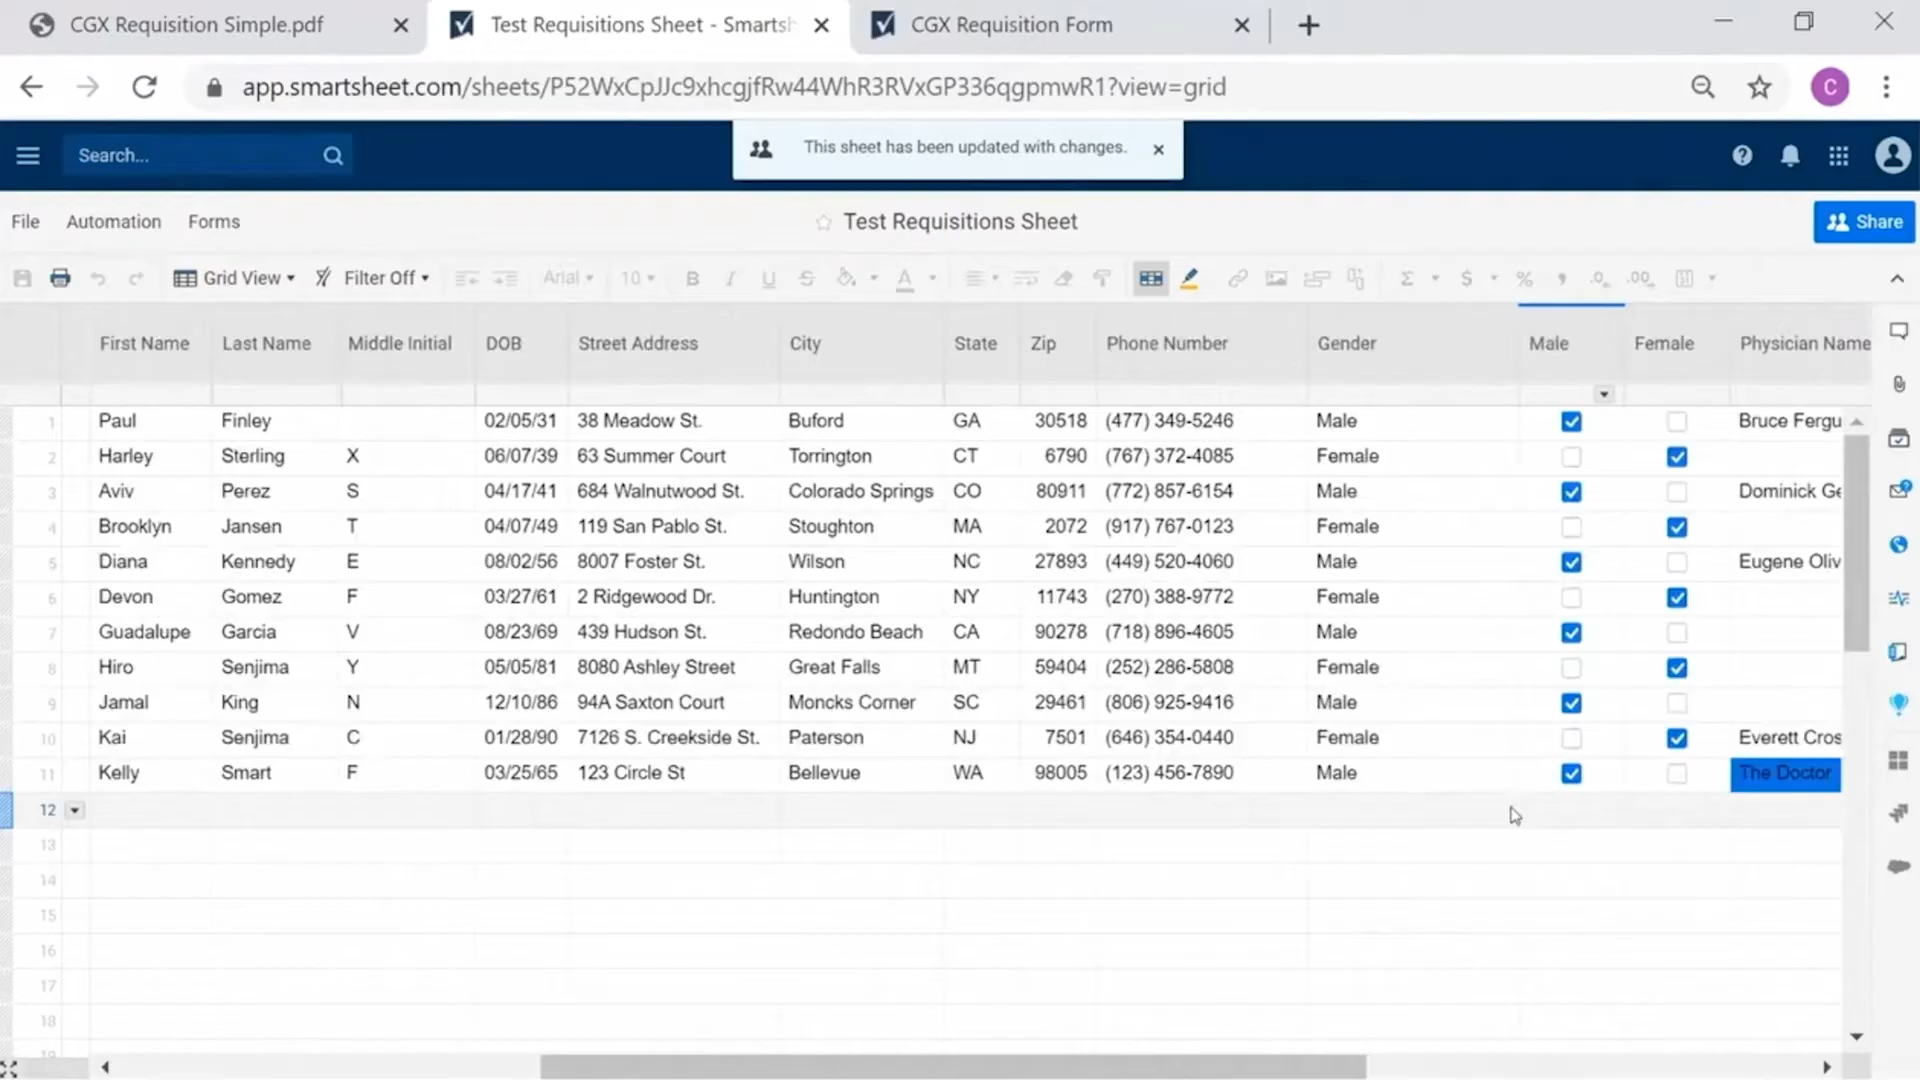 CGX Requisition Simple.pdf
Test Requisitions Sheet - Smartsh
CGX Requisition Form
app.smartsheet.com/sheets/P52WxCpJJc9xhcgjfRw44WhR3RVxGP336qgpmwR1?view=grid
C
Search...
This sheet has been updated with changes.
File Automation Forms
Test Requisitions Sheet
Share
Grid View Filter Off Arial 10 B I U S A Σ $ % , .0 .00
First Name Last Name Middle Initial DOB Street Address City State Zip Phone Number Gender Male Female Physician Name
1 Paul Finley 02/05/31 38 Meadow St. Buford GA 30518 (477) 349-5246 Male Bruce Fergu
2 Harley Sterling X 06/07/39 63 Summer Court Torrington CT 6790 (767) 372-4085 Female
3 Aviv Perez S 04/17/41 684 Walnutwood St. Colorado Springs CO 80911 (772) 857-6154 Male Dominick Ge
4 Brooklyn Jansen T 04/07/49 119 San Pablo St. Stoughton MA 2072 (917) 767-0123 Female
5 Diana Kennedy E 08/02/56 8007 Foster St. Wilson NC 27893 (449) 520-4060 Male Eugene Oliv
6 Devon Gomez F 03/27/61 2 Ridgewood Dr. Huntington NY 11743 (270) 388-9772 Female
7 Guadalupe Garcia V 08/23/69 439 Hudson St. Redondo Beach CA 90278 (718) 896-4605 Male
8 Hiro Senjima Y 05/05/81 8080 Ashley Street Great Falls MT 59404 (252) 286-5808 Female
9 Jamal King N 12/10/86 94A Saxton Court Moncks Corner SC 29461 (806) 925-9416 Male
10 Kai Senjima C 01/28/90 7126 S. Creekside St. Paterson NJ 7501 (646) 354-0440 Female Everett Cros
11 Kelly Smart F 03/25/65 123 Circle St Bellevue WA 98005 (123) 456-7890 Male The Doctor
12
13
14
15
16
17
18
19